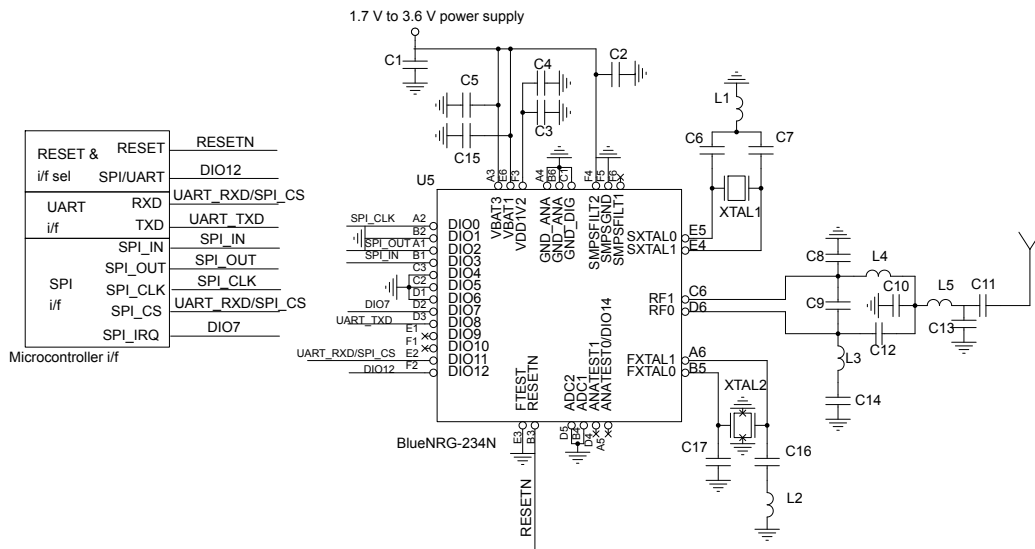 1.7 V to 3.6 V power supply
C1
C2
C4
C5
C3
C15
L1
C6
C7
XTAL1
RESET & i/f sel
RESET
RESETN
SPI/UART
DIO12
UART i/f
RXD
UART_RXD/SPI_CS
TXD
UART_TXD
SPI i/f
SPI_IN
SPI_IN
SPI_OUT
SPI_OUT
SPI_CLK
SPI_CLK
SPI_CS
UART_RXD/SPI_CS
SPI_IRQ
DIO7
Microcontroller i/f
U5
A3
E6
F3
A4
B6
C1
F4
F5
F6
VBAT3
VBAT1
VDD1V2
GND_ANA
GND_ANA
GND_DIG
SMPSFILT2
SMPSGND
SMPSFILT1
SPI_CLK
A2
DIO0
B2
DIO1
SPI_OUT
A1
DIO2
SPI_IN
B1
DIO3
C3
DIO4
C2
DIO5
D1
DIO6
DIO7
D2
DIO7
UART_TXD
D3
DIO8
E1
DIO9
F1
DIO10
UART_RXD/SPI_CS
E2
DIO11
DIO12
F2
DIO12
SXTAL0
E5
SXTAL1
E4
RF1
C6
RF0
D6
FXTAL1
A6
FXTAL0
B5
FTEST
RESETN
ADC2
ADC1
ANATEST1
ANATEST0/DIO14
E3
B3
D5
B4
D4
A5
BlueNRG-234N
RESETN
C8
L4
C9
C10
L5
C11
C13
C12
L3
C14
XTAL2
C17
C16
L2